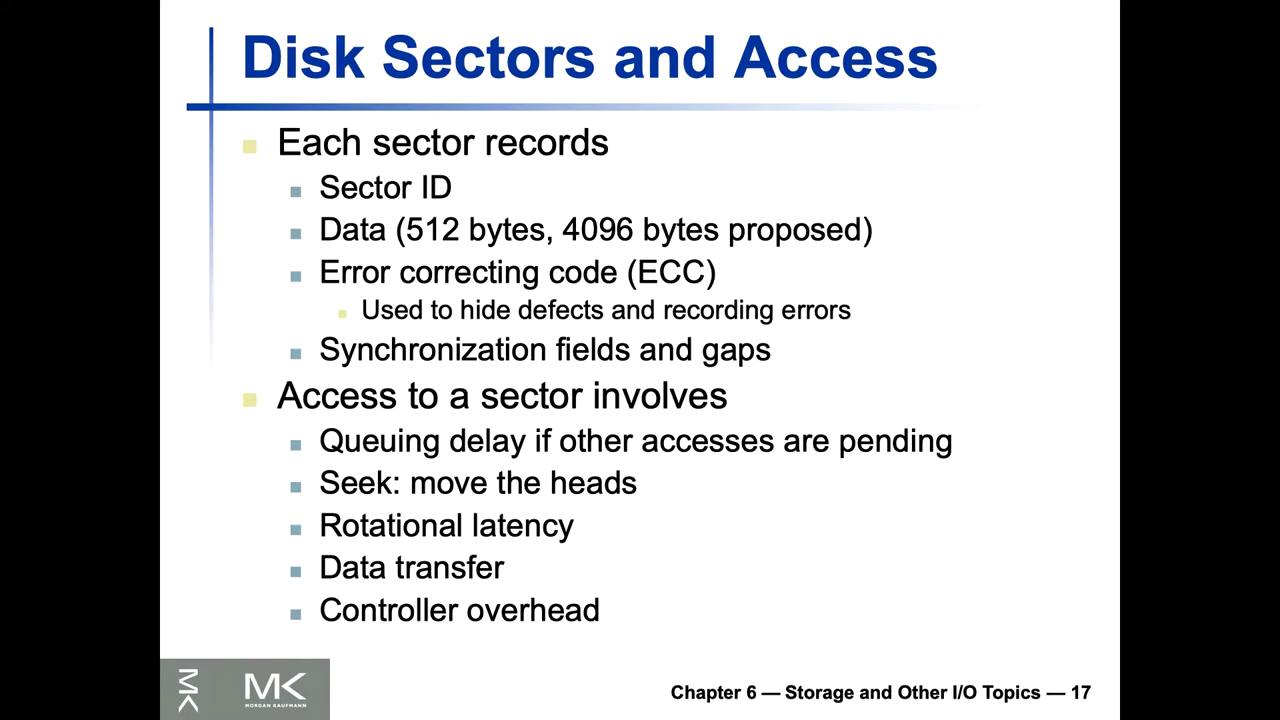 Disk Sectors and Access
Each sector records
Sector ID
Data (512 bytes, 4096 bytes proposed)
Error correcting code (ECC)
Used to hide defects and recording errors
Synchronization fields and gaps
Access to a sector involves
Queuing delay if other accesses are pending
Seek: move the heads
Rotational latency
Data transfer
Controller overhead
MK
MK
MORGAN KAUFMANN
Chapter 6 — Storage and Other I/O Topics — 17